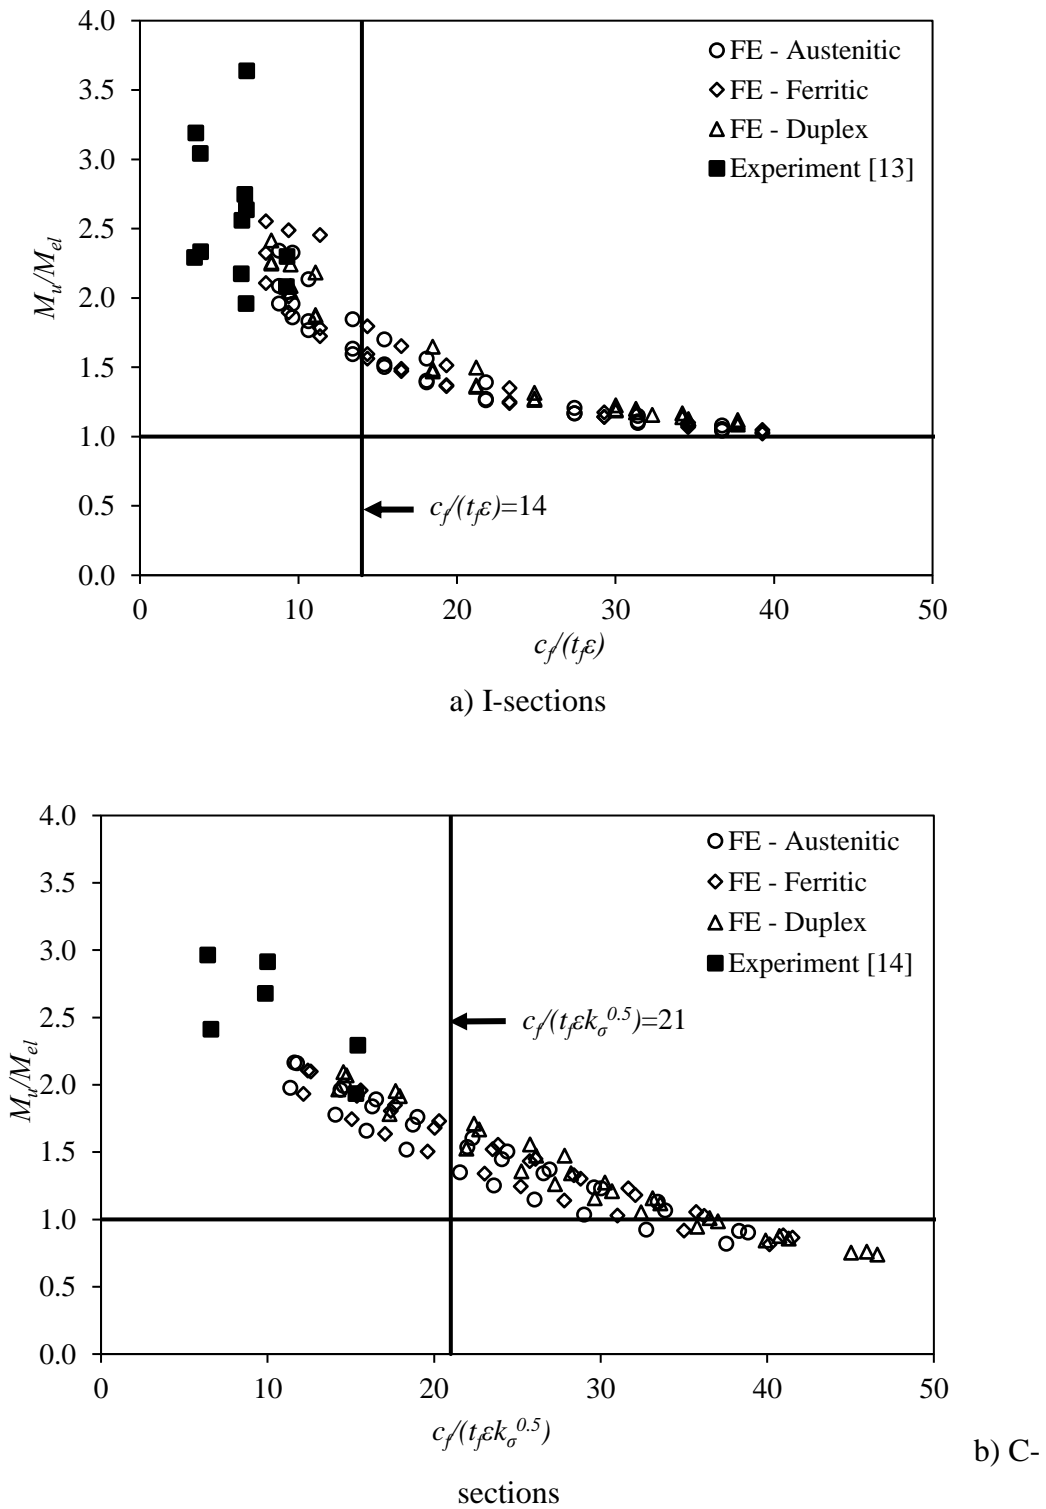 4.0
3.5
3.0
2.5
2.0
1.5
1.0
0.5
0.0
M_u/M_el
FE - Austenitic
FE - Ferritic
FE - Duplex
Experiment [13]
c_f/(t_fε)=14
0 10 20 30 40 50
c_f/(t_fε)
a) I-sections
4.0
3.5
3.0
2.5
2.0
1.5
1.0
0.5
0.0
M_u/M_el
FE - Austenitic
FE - Ferritic
FE - Duplex
Experiment [14]
c_f/(t_fεk_σ^0.5)=21
0 10 20 30 40 50
c_f/(t_fεk_σ^0.5)
b) C-
sections